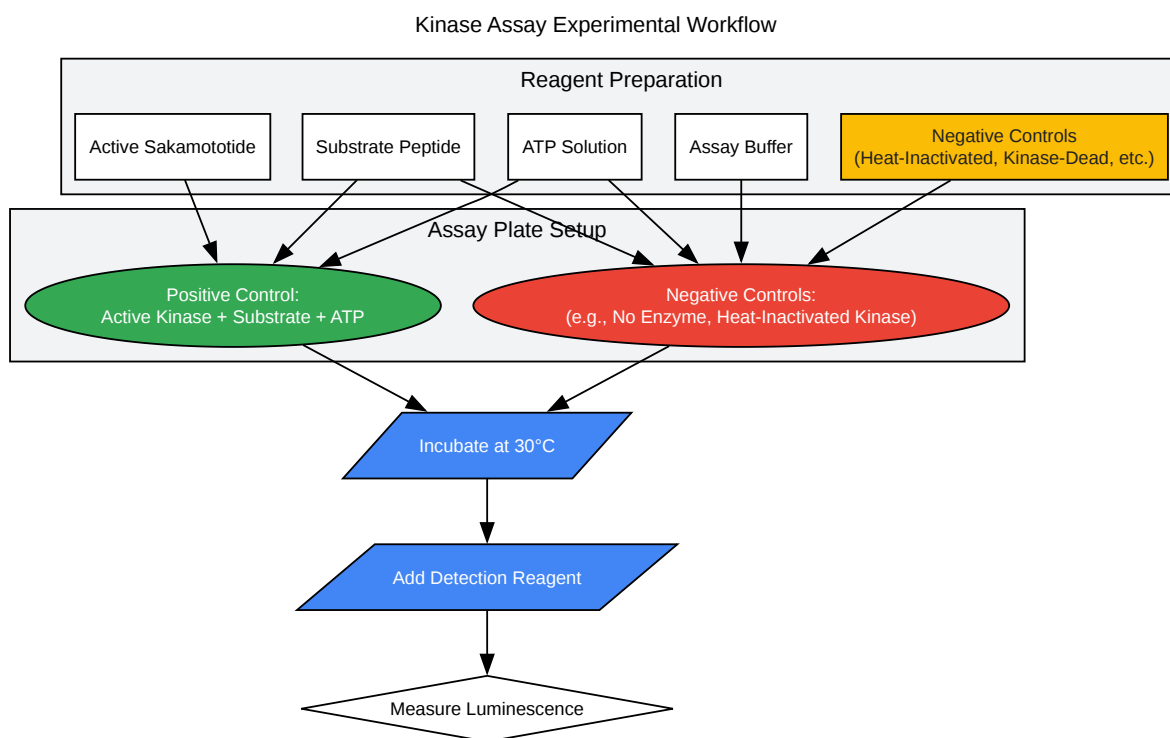 Kinase Assay Experimental Workflow
Reagent Preparation
Active Sakamototide
Substrate Peptide
ATP Solution
Assay Buffer
Negative Controls
(Heat-Inactivated, Kinase-Dead, etc.)
Assay Plate Setup
Positive Control:
Active Kinase + Substrate + ATP
Negative Controls:
(e.g., No Enzyme, Heat-Inactivated Kinase)
Incubate at 30°C
Add Detection Reagent
Measure Luminescence